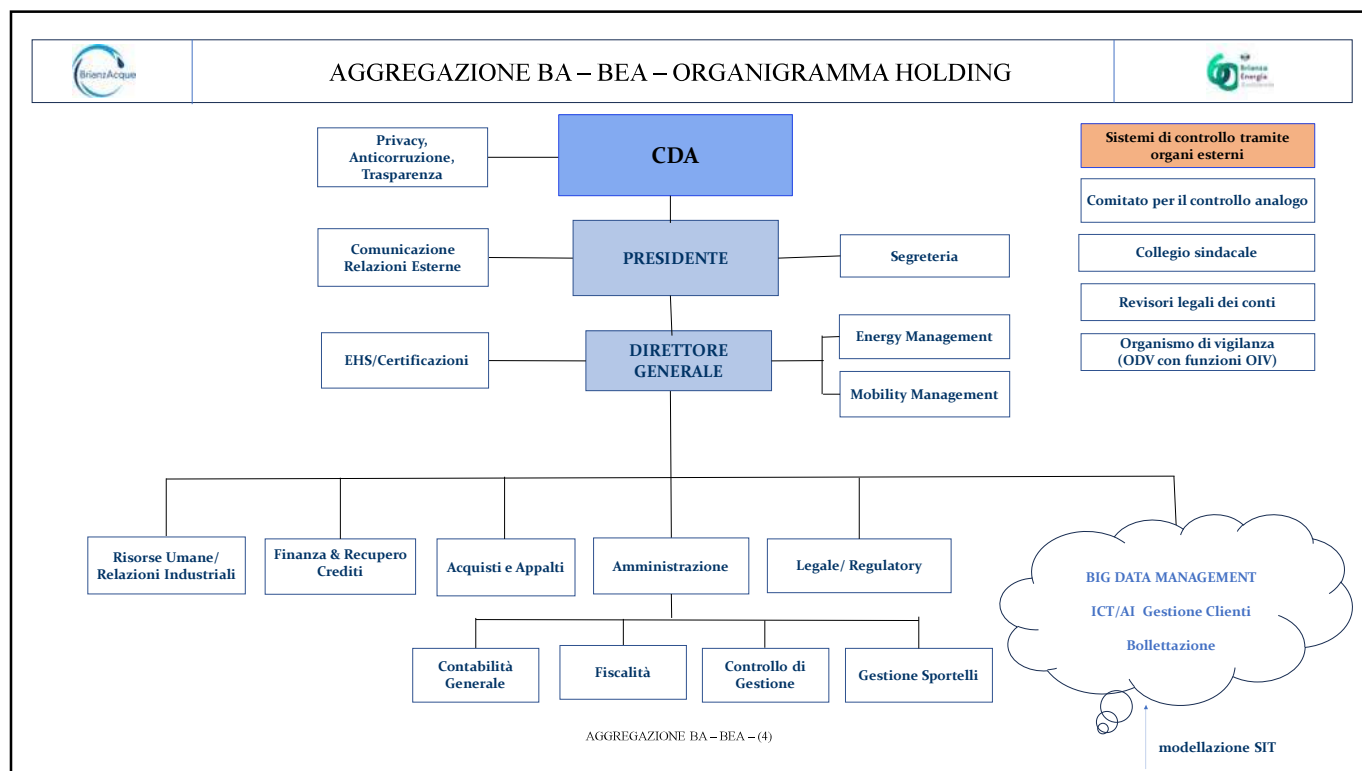 BrianzAcque
AGGREGAZIONE BA – BEA – ORGANIGRAMMA HOLDING
Brianza
Energia
Privacy,
Anticorruzione,
Trasparenza
CDA
Sistemi di controllo tramite
organi esterni
Comitato per il controllo analogo
Comunicazione
Relazioni Esterne
PRESIDENTE
Segreteria
Collegio sindacale
Revisori legali dei conti
EHS/Certificazioni
DIRETTORE
GENERALE
Energy Management
Mobility Management
Organismo di vigilanza
(ODV con funzioni OIV)
Risorse Umane/
Relazioni Industriali
Finanza & Recupero
Crediti
Acquisti e Appalti
Amministrazione
Legale/ Regulatory
BIG DATA MANAGEMENT
ICT/AI Gestione Clienti
Bollettazione
Contabilità
Generale
Fiscalità
Controllo di
Gestione
Gestione Sportelli
AGGREGAZIONE BA – BEA – (4)
modellazione SIT